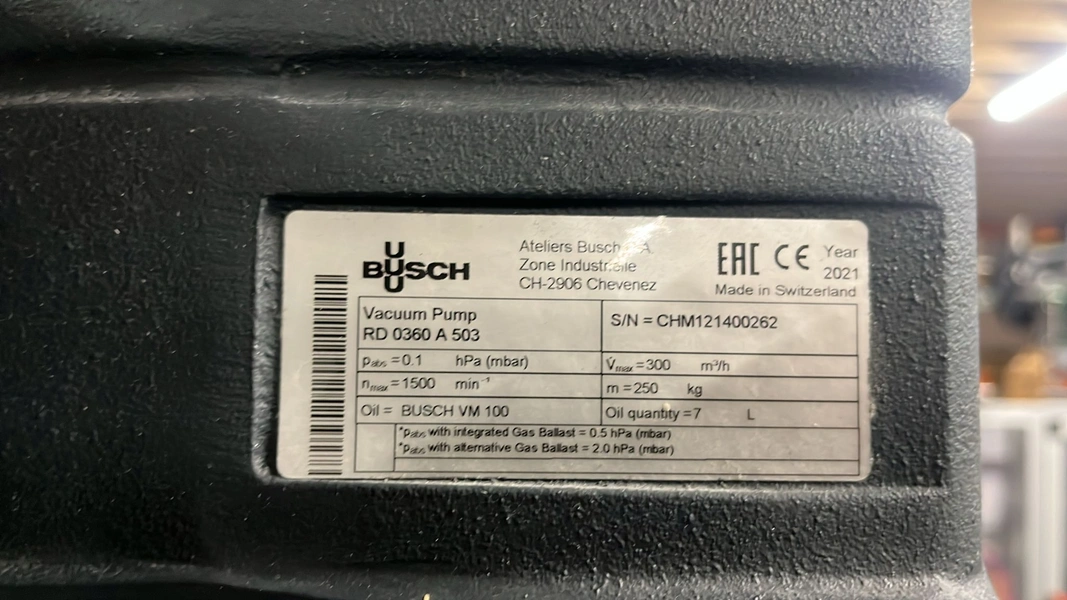 BUSCH
Ateliers Busch S.A.
Zone Industrielle
CH-2906 Chevenez
EAC CE Year
2021
Made in Switzerland
Vacuum Pump
RD 0360 A 503
S/N = CHM121400262
pabs = 0.1 hPa (mbar)
V̇max = 300 m³/h
nmax = 1500 min⁻¹
m = 250 kg
Oil = BUSCH VM 100
Oil quantity = 7 L
*pabs with integrated Gas Ballast = 0.5 hPa (mbar)
*pabs with alternative Gas Ballast = 2.0 hPa (mbar)